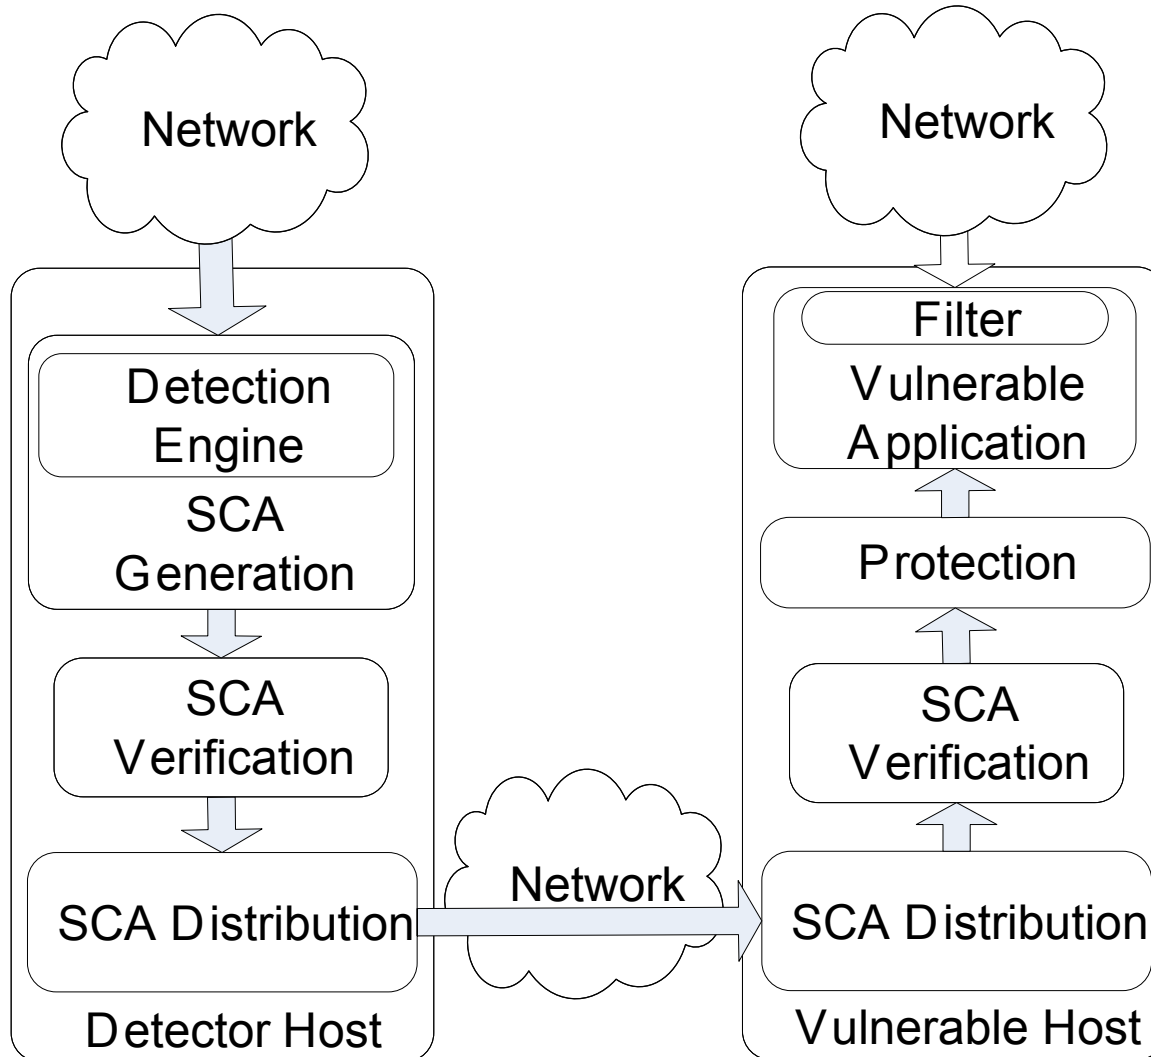 Network
Detection
Engine
SCA
Generation
SCA
Verification
SCA Distribution
Detector Host
Network
Network
Filter
Vulnerable
Application
Protection
SCA
Verification
SCA Distribution
Vulnerable Host